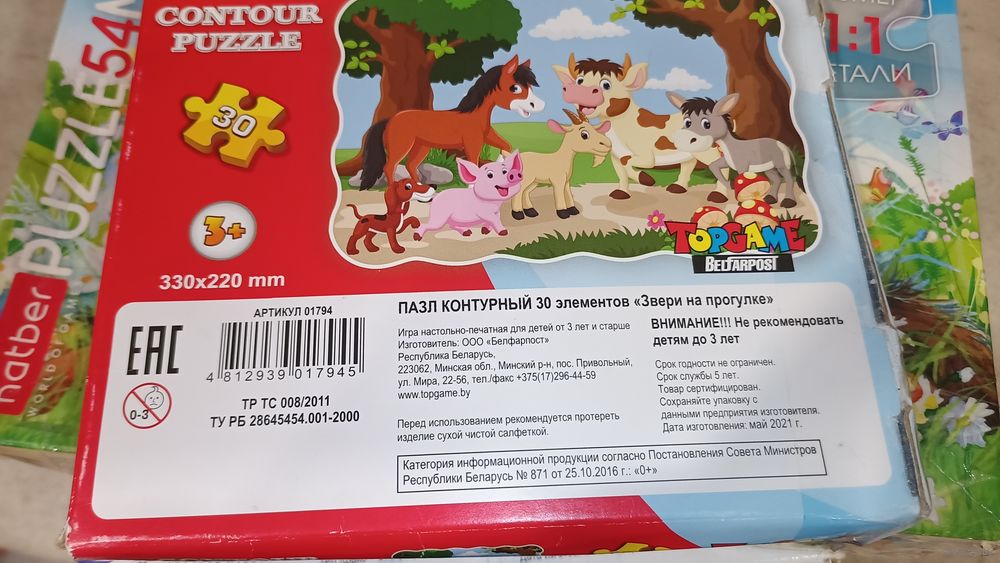 CONTOUR
PUZZLE
30
3+
330x220 mm
TOPGAME
BELFARPOST
АРТИКУЛ 01794
EAC
4 812939 017945
0-3
ТР ТС 008/2011
ТУ РБ 28645454.001-2000
ПАЗЛ КОНТУРНЫЙ 30 элементов «Звери на прогулке»
Игра настольно-печатная для детей от 3 лет и старше
Изготовитель: ООО «Белфарпост»
Республика Беларусь,
223062, Минская обл., Минский р-н, пос. Привольный,
ул. Мира, 22-56, тел./факс +375(17)296-44-59
www.topgame.by
Перед использованием рекомендуется протереть
изделие сухой чистой салфеткой.
ВНИМАНИЕ!!! Не рекомендовать
детям до 3 лет
Срок годности не ограничен.
Срок службы 5 лет.
Товар сертифицирован.
Сохраняйте упаковку с
данными предприятия изготовителя.
Дата изготовления: май 2021 г.
Категория информационной продукции согласно Постановления Совета Министров
Республики Беларусь № 871 от 25.10.2016 г.: «0+»
hatber
PUZZLE 54
1:1